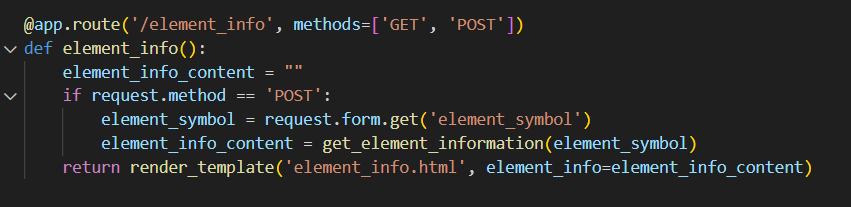 @app.route('/element_info', methods=['GET', 'POST'])
def element_info():
    element_info_content = ""
    if request.method == 'POST':
        element_symbol = request.form.get('element_symbol')
        element_info_content = get_element_information(element_symbol)
    return render_template('element_info.html', element_info=element_info_content)